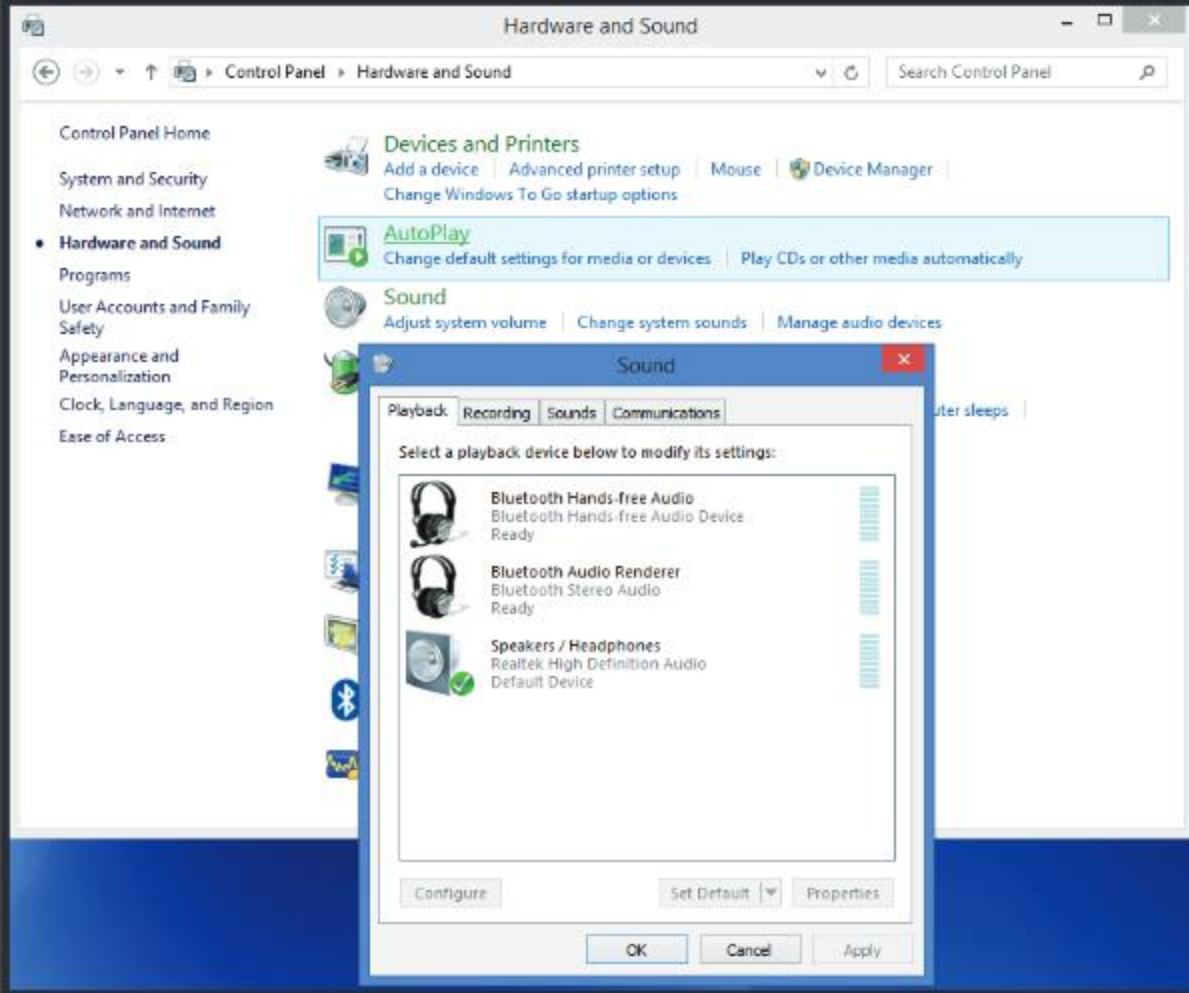 Hardware and Sound
Control Panel Hardware and Sound
Search Control Panel
Control Panel Home
System and Security
Network and Internet
Hardware and Sound
Programs
User Accounts and Family
Safety
Appearance and
Personalization
Clock, Language, and Region
Ease of Access
Devices and Printers
Add a device Advanced printer setup Mouse Device Manager
Change Windows To Go startup options
AutoPlay
Change default settings for media or devices Play CDs or other media automatically
Sound
Adjust system volume Change system sounds Manage audio devices
sleeps
Sound
Playback Recording Sounds Communications
Select a playback device below to modify its settings:
Bluetooth Hands-free Audio
Bluetooth Hands-free Audio Device
Ready
Bluetooth Audio Renderer
Bluetooth Stereo Audio
Ready
Speakers / Headphones
Realtek High Definition Audio
Default Device
Configure Set Default Properties
OK Cancel Apply